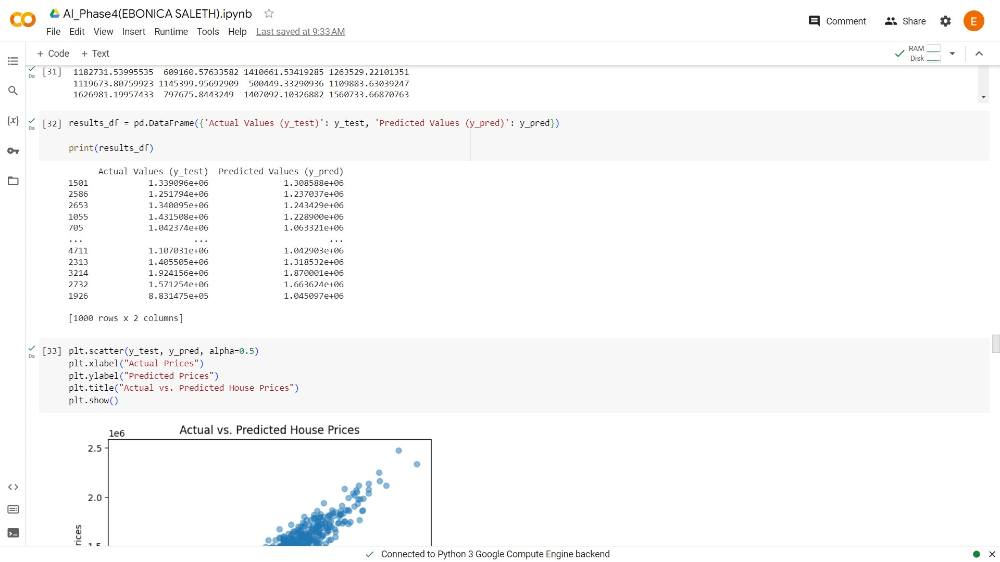 AI_Phase4(EBONICA SALETH).ipynb
Comment Share E
File Edit View Insert Runtime Tools Help Last saved at 9:33 AM
+ Code + Text
RAM
Disk
[31] 1182731.53995535 609160.57633582 1410661.53419285 1263529.22101351
0s
1119673.80759923 1145399.95692909 500449.33290936 1109883.63039247
1626981.19957433 797675.8443249 1407092.10326882 1560733.66870763
{x}
[32] results_df = pd.DataFrame({'Actual Values (y_test)': y_test, 'Predicted Values (y_pred)': y_pred})
0s
print(results_df)
Actual Values (y_test) Predicted Values (y_pred)
1501 1.339096e+06 1.308588e+06
2586 1.251794e+06 1.237037e+06
2653 1.340095e+06 1.243429e+06
1055 1.431508e+06 1.228900e+06
705 1.042374e+06 1.063321e+06
... ... ...
4711 1.107031e+06 1.042903e+06
2313 1.405505e+06 1.318532e+06
3214 1.924156e+06 1.870001e+06
2732 1.571254e+06 1.663624e+06
1926 8.831475e+05 1.045097e+06
[1000 rows x 2 columns]
[33] plt.scatter(y_test, y_pred, alpha=0.5)
0s
plt.xlabel("Actual Prices")
plt.ylabel("Predicted Prices")
plt.title("Actual vs. Predicted House Prices")
plt.show()
Actual vs. Predicted House Prices
1e6
2.5
2.0
1.5
rices
Connected to Python 3 Google Compute Engine backend